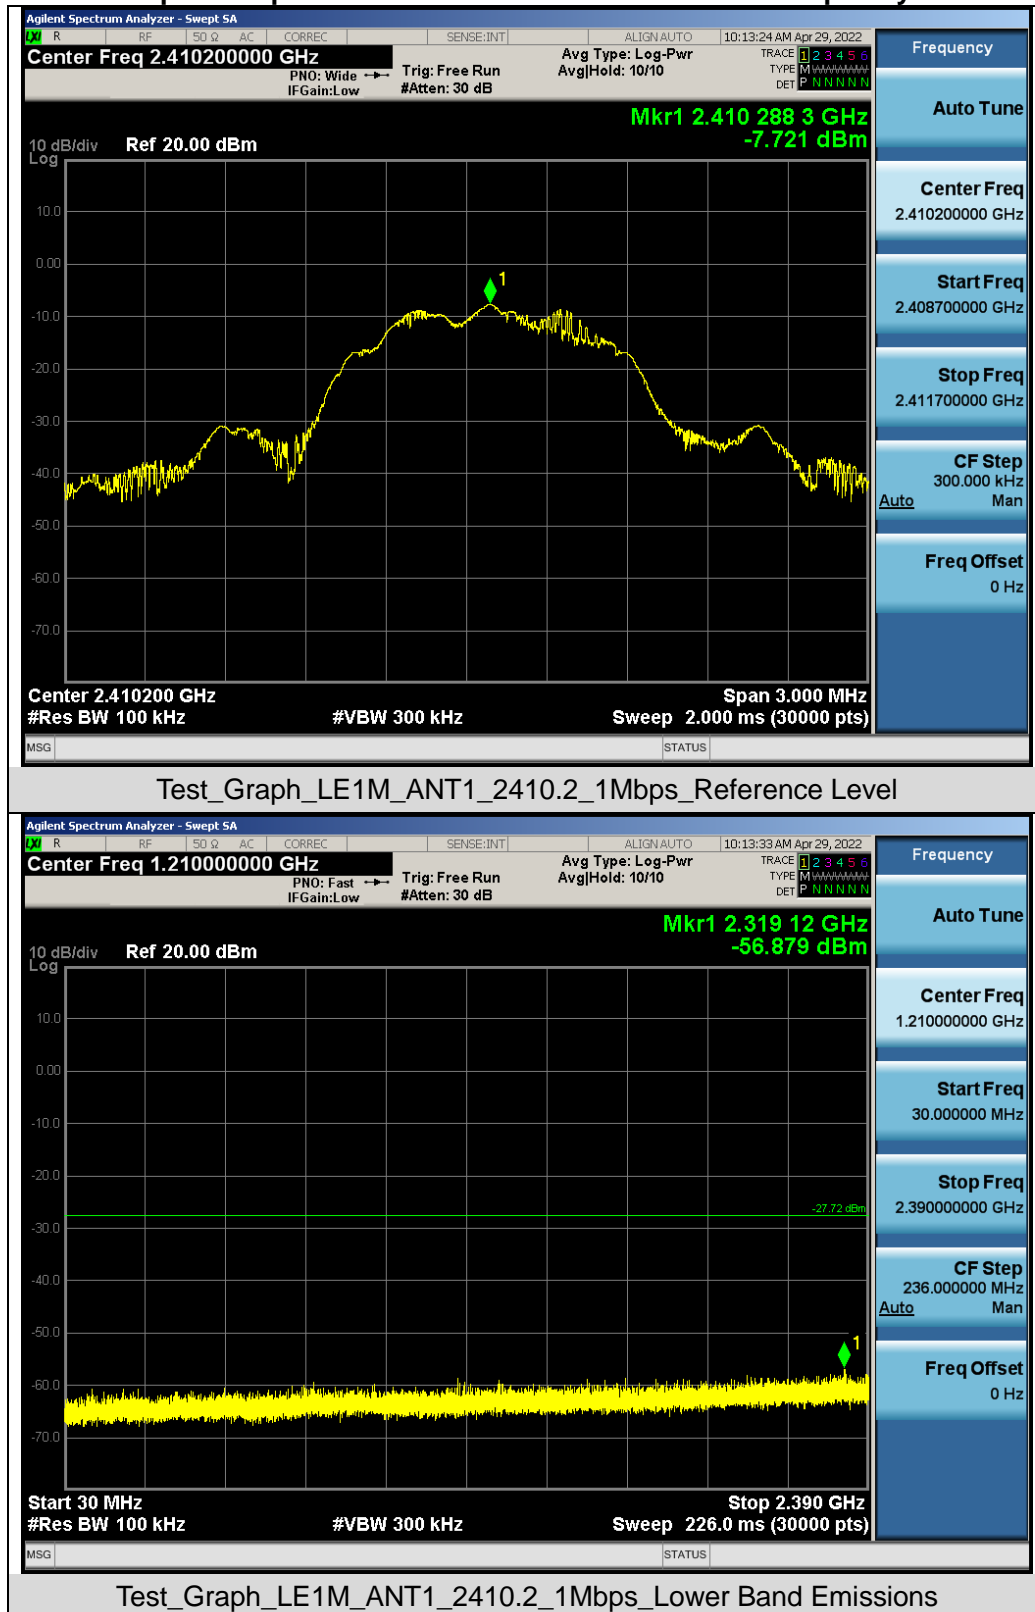 Agilent Spectrum Analyzer - Swept SA
LXI R RF 50 Ω AC CORREC SENSE:INT ALIGN AUTO 10:13:24 AM Apr 29, 2022
Center Freq 2.410200000 GHz
PNO: Wide
IFGain:Low
Trig: Free Run
#Atten: 30 dB
Avg Type: Log-Pwr
Avg|Hold: 10/10
TRACE 1 2 3 4 5 6
TYPE M
DET P N N N N N
Mkr1 2.410 288 3 GHz
-7.721 dBm
10 dB/div Ref 20.00 dBm
Log
10.0
0.00
1
-10.0
-20.0
-30.0
-40.0
-50.0
-60.0
-70.0
Center 2.410200 GHz Span 3.000 MHz
#Res BW 100 kHz #VBW 300 kHz Sweep 2.000 ms (30000 pts)
MSG STATUS
Frequency
Auto Tune
Center Freq
2.410200000 GHz
Start Freq
2.408700000 GHz
Stop Freq
2.411700000 GHz
CF Step
300.000 kHz
Auto Man
Freq Offset
0 Hz
Test_Graph_LE1M_ANT1_2410.2_1Mbps_Reference Level
Agilent Spectrum Analyzer - Swept SA
LXI R RF 50 Ω AC CORREC SENSE:INT ALIGN AUTO 10:13:33 AM Apr 29, 2022
Center Freq 1.210000000 GHz
PNO: Fast
IFGain:Low
Trig: Free Run
#Atten: 30 dB
Avg Type: Log-Pwr
Avg|Hold: 10/10
TRACE 1 2 3 4 5 6
TYPE M
DET P N N N N N
Mkr1 2.319 12 GHz
-56.879 dBm
10 dB/div Ref 20.00 dBm
Log
10.0
0.00
-10.0
-20.0
-27.72 dBm
-30.0
-40.0
-50.0
1
-60.0
-70.0
Start 30 MHz Stop 2.390 GHz
#Res BW 100 kHz #VBW 300 kHz Sweep 226.0 ms (30000 pts)
MSG STATUS
Frequency
Auto Tune
Center Freq
1.210000000 GHz
Start Freq
30.000000 MHz
Stop Freq
2.390000000 GHz
CF Step
236.000000 MHz
Auto Man
Freq Offset
0 Hz
Test_Graph_LE1M_ANT1_2410.2_1Mbps_Lower Band Emissions